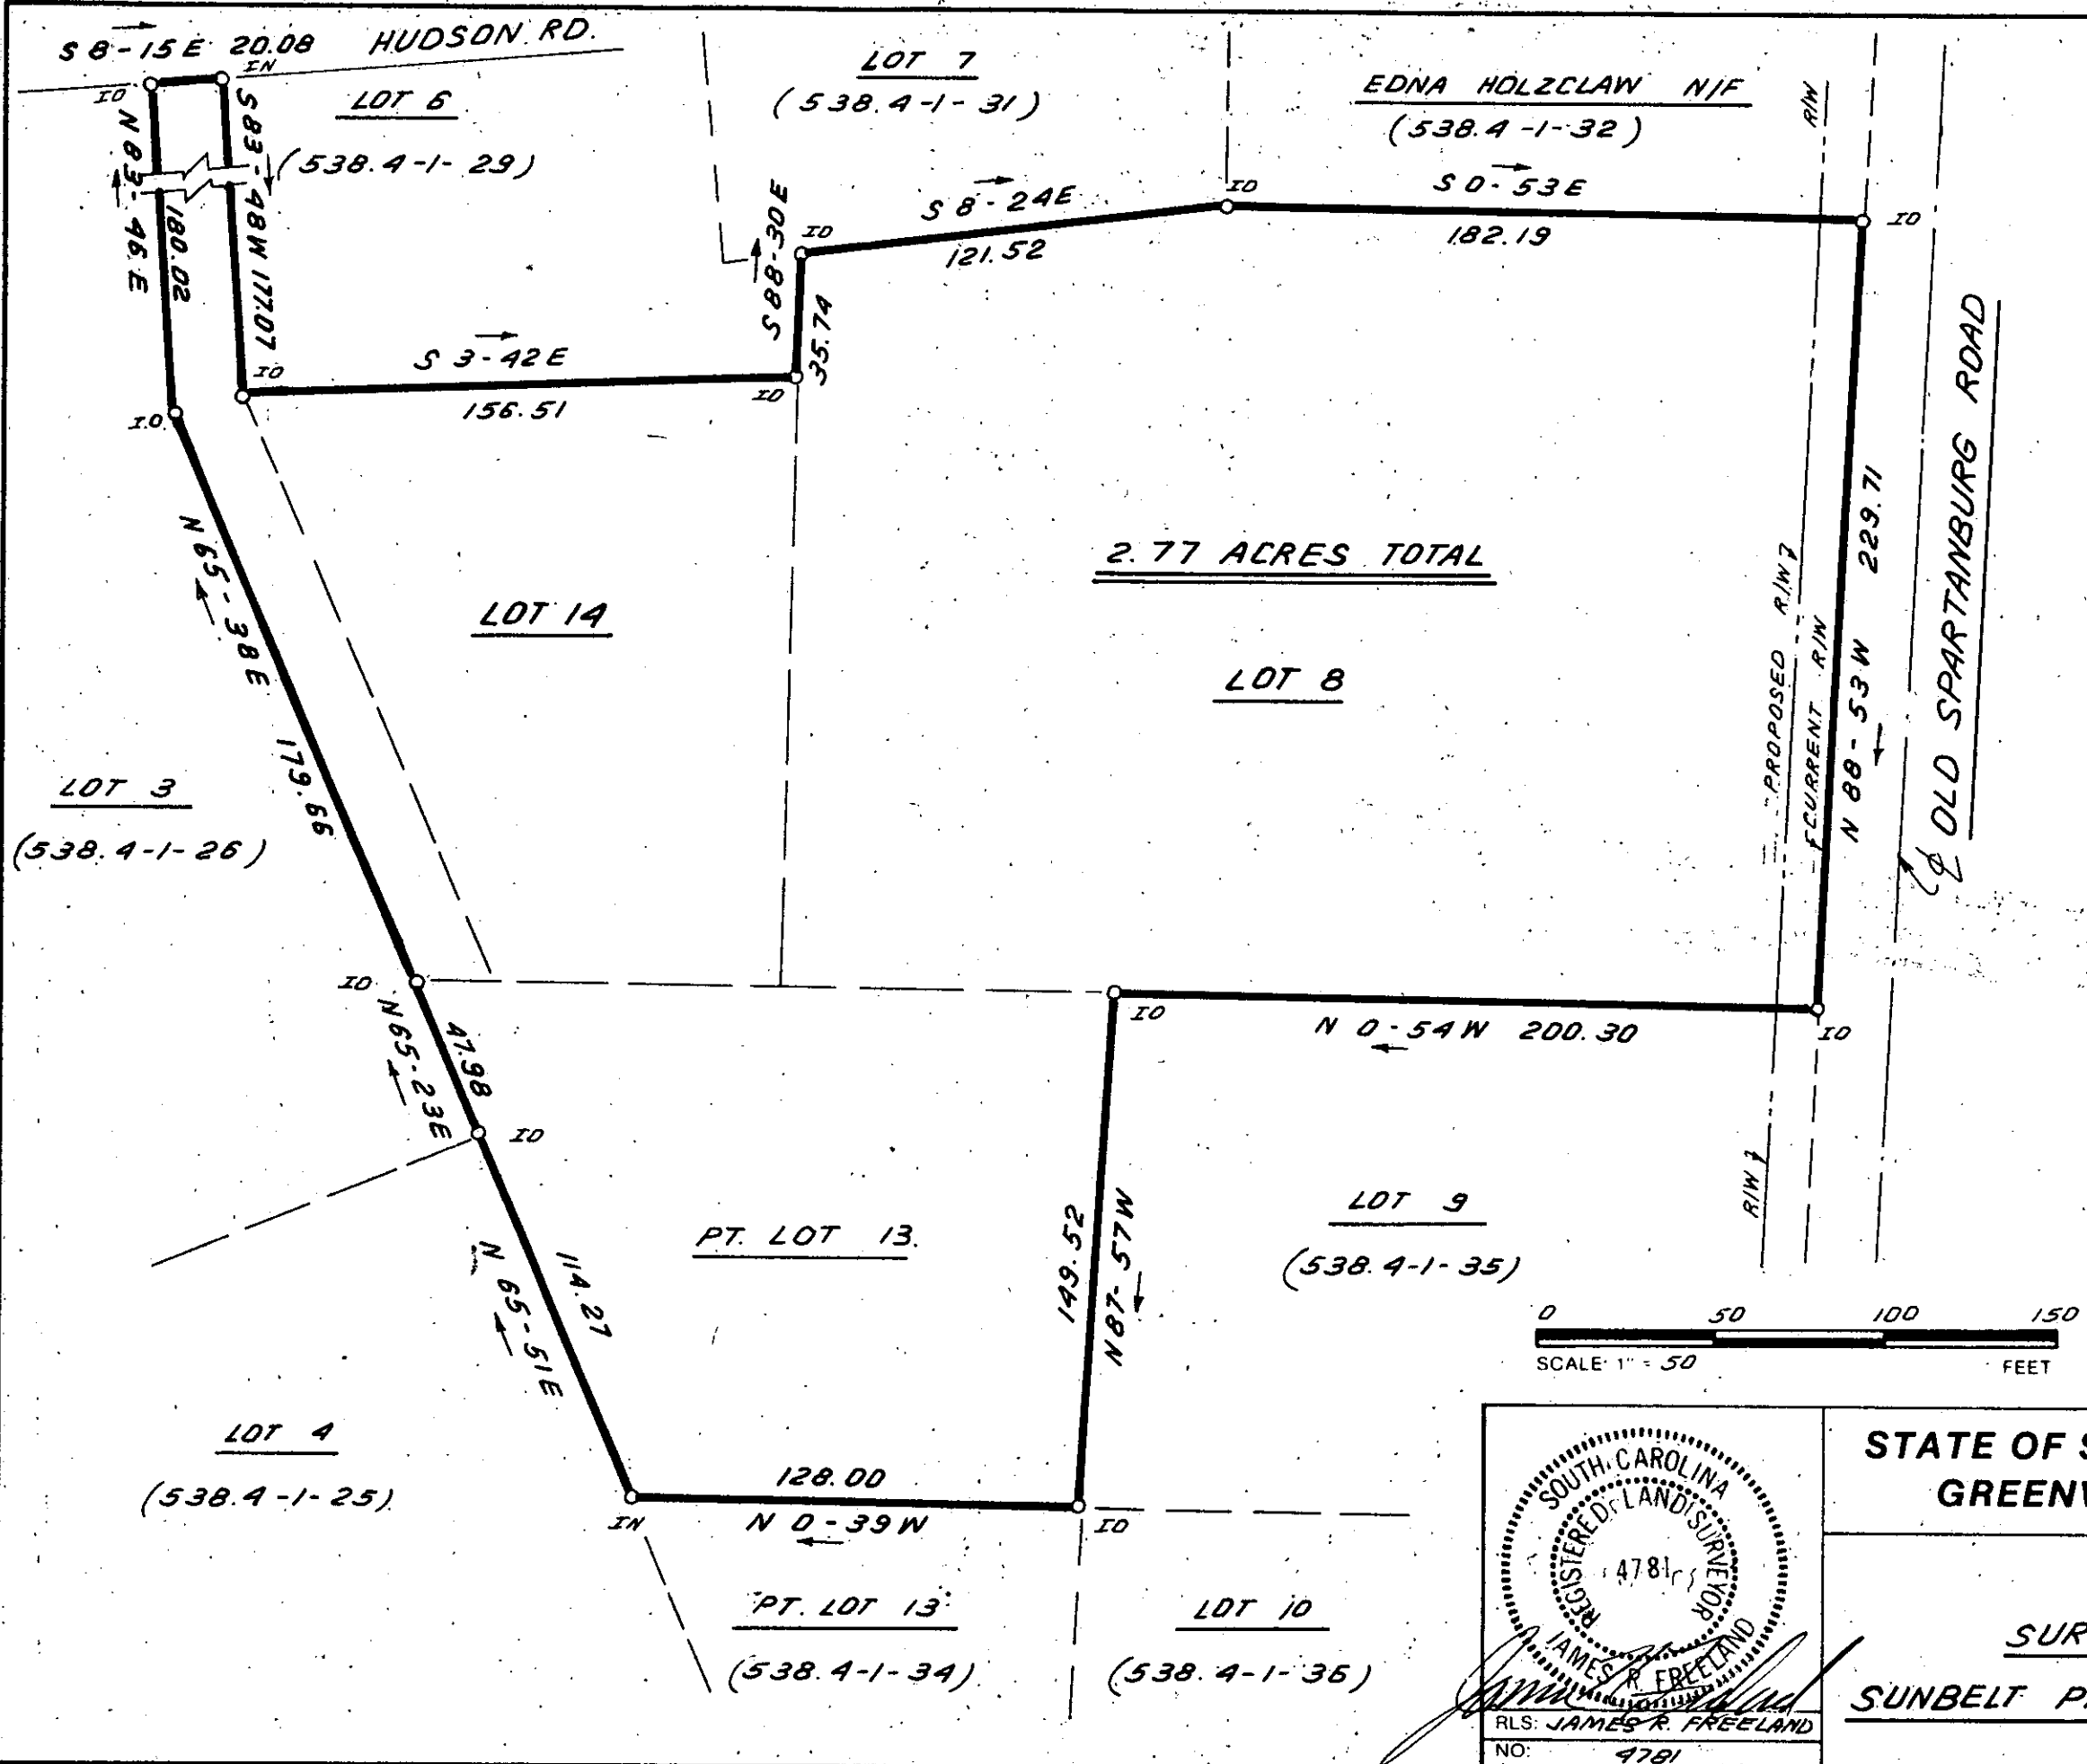 S 8-15 E 20.08 HUDSON RD.
IN
IO
LOT 6
(538.4-1-29)
LOT 7
(538.4-1-31)
EDNA HOLZCLAW N/F
(538.4-1-32)
R/W
N 83-46 E
180.02
S 83-48 W 177.07
S 88-30 E
35.74
IO
S 8-24 E
121.52
IO
S 0-53 E
182.19
IO
IO
S 3-42 E
156.51
IO
I.O.
N 65-38 E
179.66
2.77 ACRES TOTAL
LOT 14
LOT 8
PROPOSED R/W
CURRENT R/W
N 88-53 W 229.71
℄ OLD SPARTANBURG ROAD
LOT 3
(538.4-1-26)
IO
N 65-23 E
47.98
IO
IO
N 0-54 W 200.30
IO
R/W
PT. LOT 13
149.52
N 87-57 W
LOT 9
(538.4-1-35)
N 65-51 E
114.27
0 50 100 150
SCALE: 1" = 50 FEET
LOT 4
(538.4-1-25)
128.00
IN
N 0-39 W
IO
PT. LOT 13
(538.4-1-34)
LOT 10
(538.4-1-36)
SOUTH CAROLINA
REGISTERED LAND SURVEYOR
4781
JAMES R. FREELAND
RLS: JAMES R. FREELAND
NO: 4781
STATE OF S
GREENV
SUR
SUNBELT P